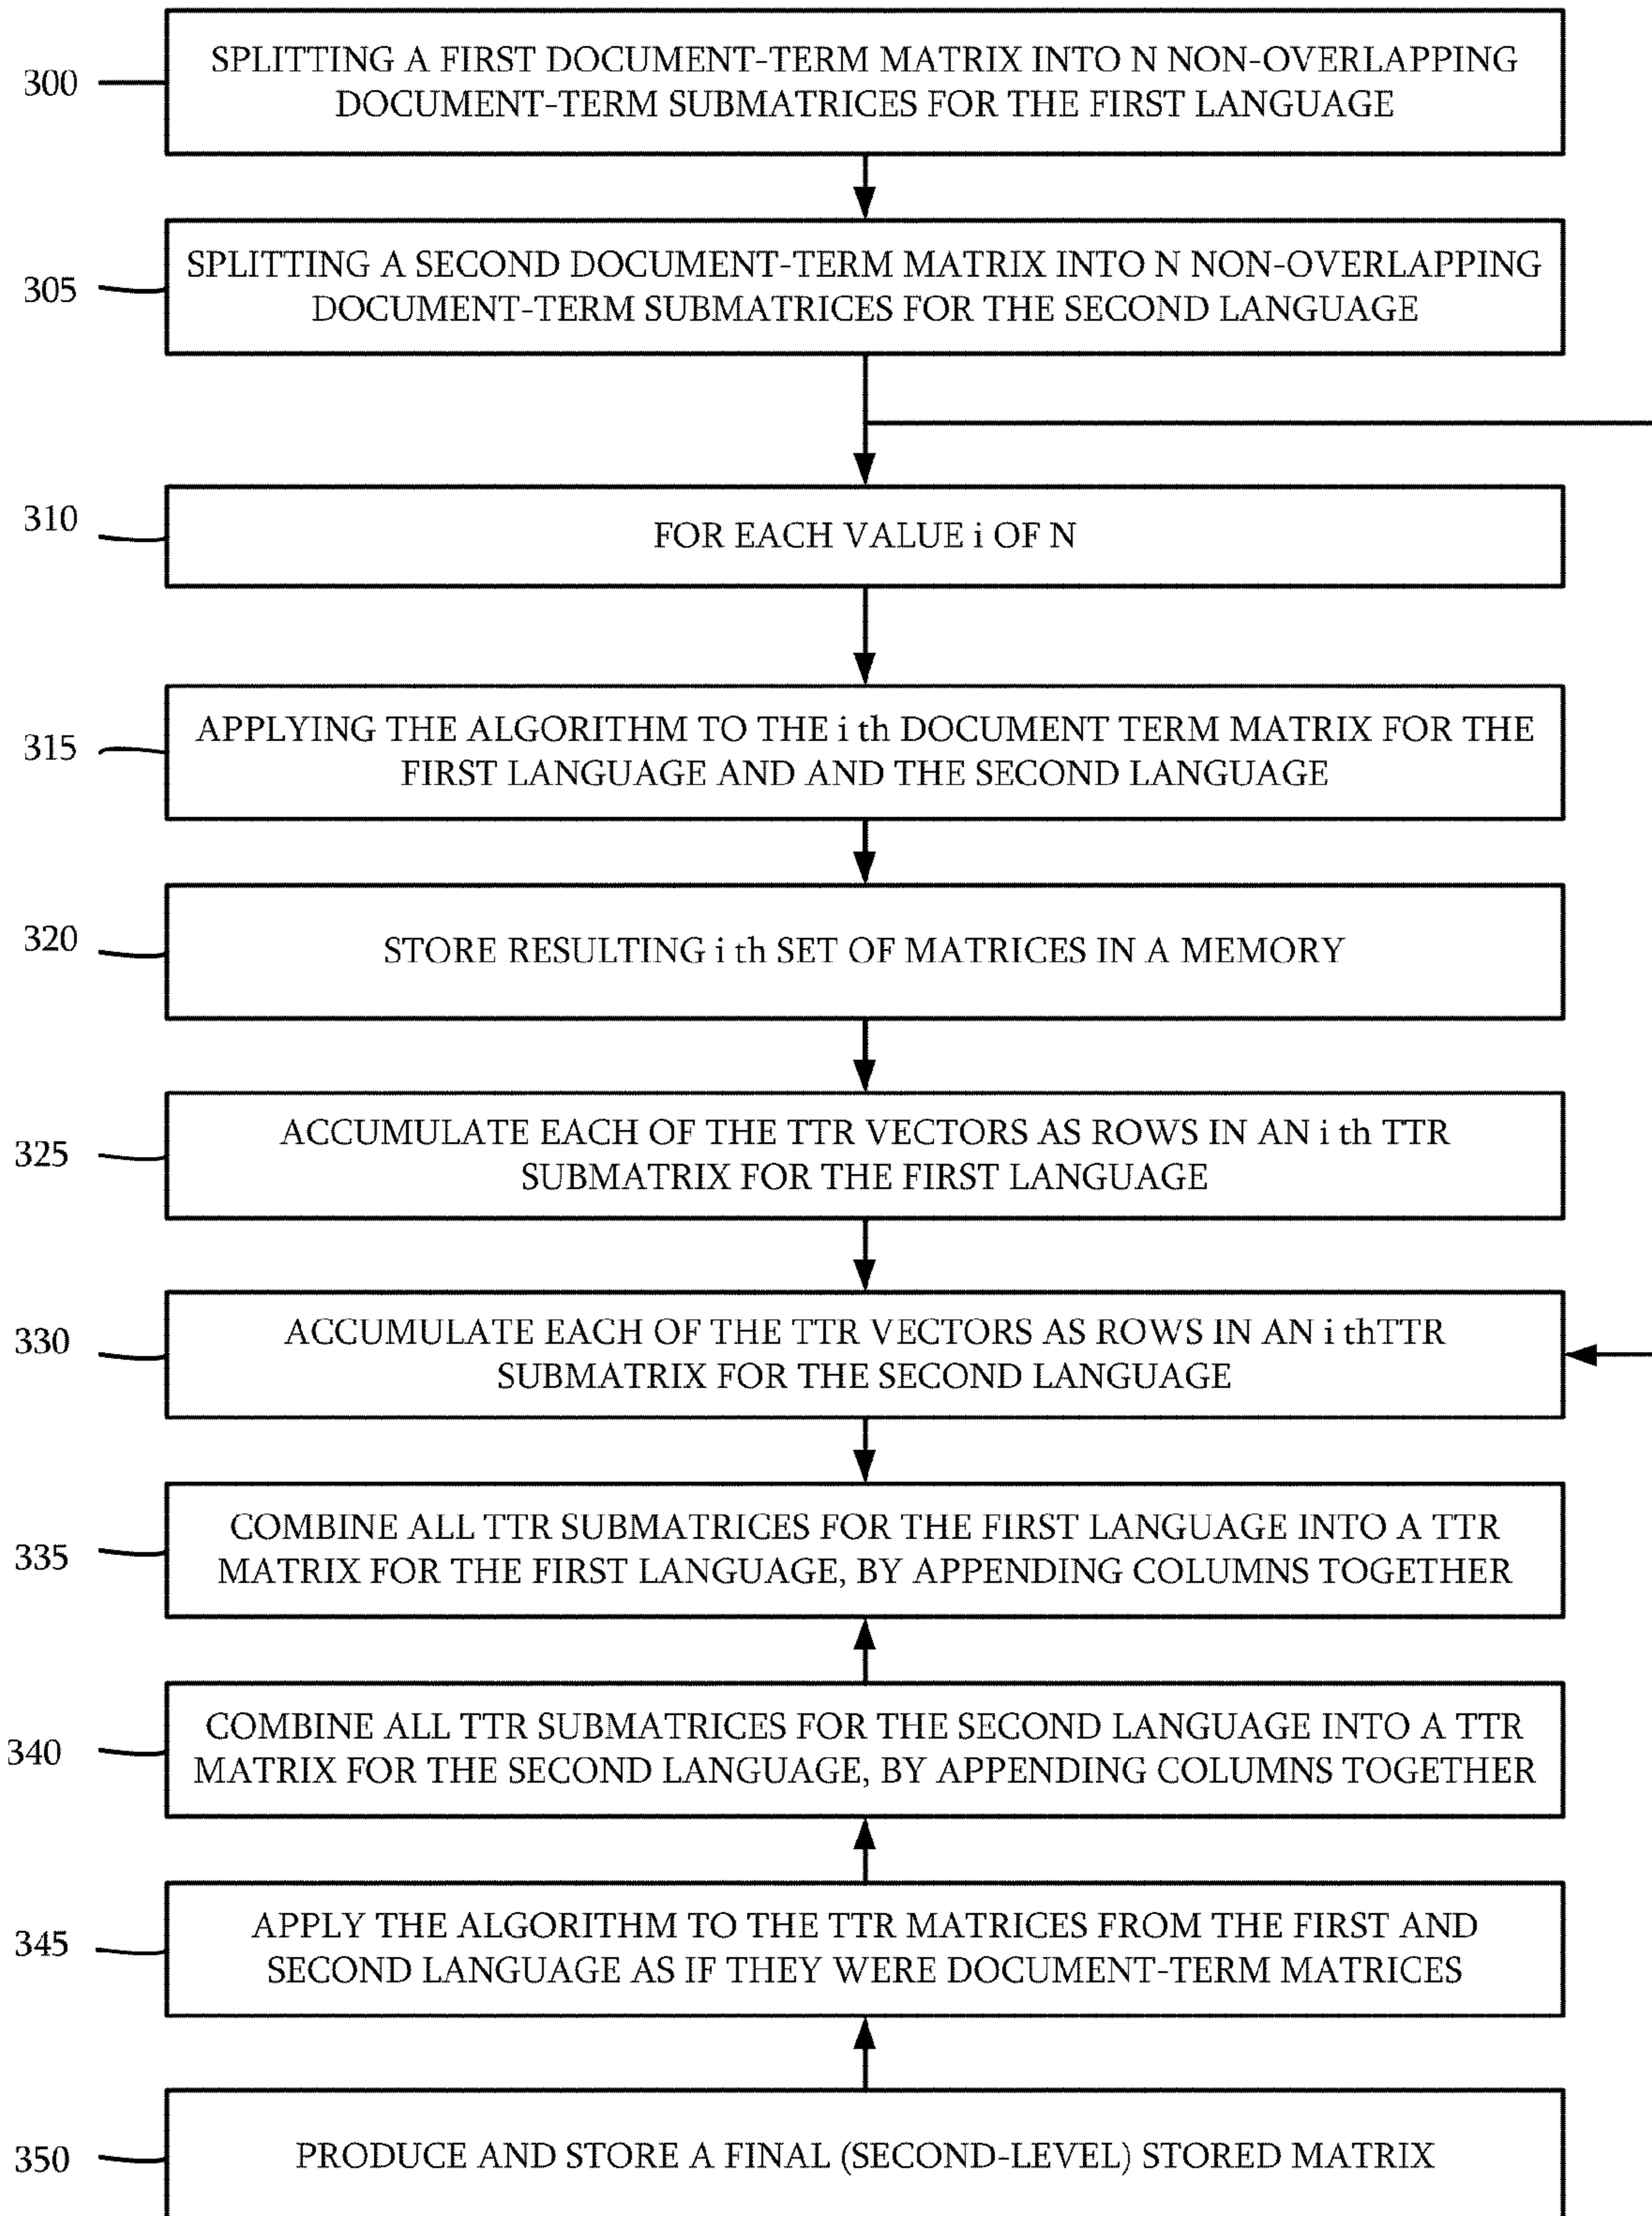 300
SPLITTING A FIRST DOCUMENT-TERM MATRIX INTO N NON-OVERLAPPING
DOCUMENT-TERM SUBMATRICES FOR THE FIRST LANGUAGE
305
SPLITTING A SECOND DOCUMENT-TERM MATRIX INTO N NON-OVERLAPPING
DOCUMENT-TERM SUBMATRICES FOR THE SECOND LANGUAGE
310
FOR EACH VALUE i OF N
315
APPLYING THE ALGORITHM TO THE i th DOCUMENT TERM MATRIX FOR THE
FIRST LANGUAGE AND AND THE SECOND LANGUAGE
320
STORE RESULTING i th SET OF MATRICES IN A MEMORY
325
ACCUMULATE EACH OF THE TTR VECTORS AS ROWS IN AN i th TTR
SUBMATRIX FOR THE FIRST LANGUAGE
330
ACCUMULATE EACH OF THE TTR VECTORS AS ROWS IN AN i thTTR
SUBMATRIX FOR THE SECOND LANGUAGE
335
COMBINE ALL TTR SUBMATRICES FOR THE FIRST LANGUAGE INTO A TTR
MATRIX FOR THE FIRST LANGUAGE, BY APPENDING COLUMNS TOGETHER
340
COMBINE ALL TTR SUBMATRICES FOR THE SECOND LANGUAGE INTO A TTR
MATRIX FOR THE SECOND LANGUAGE, BY APPENDING COLUMNS TOGETHER
345
APPLY THE ALGORITHM TO THE TTR MATRICES FROM THE FIRST AND
SECOND LANGUAGE AS IF THEY WERE DOCUMENT-TERM MATRICES
350
PRODUCE AND STORE A FINAL (SECOND-LEVEL) STORED MATRIX